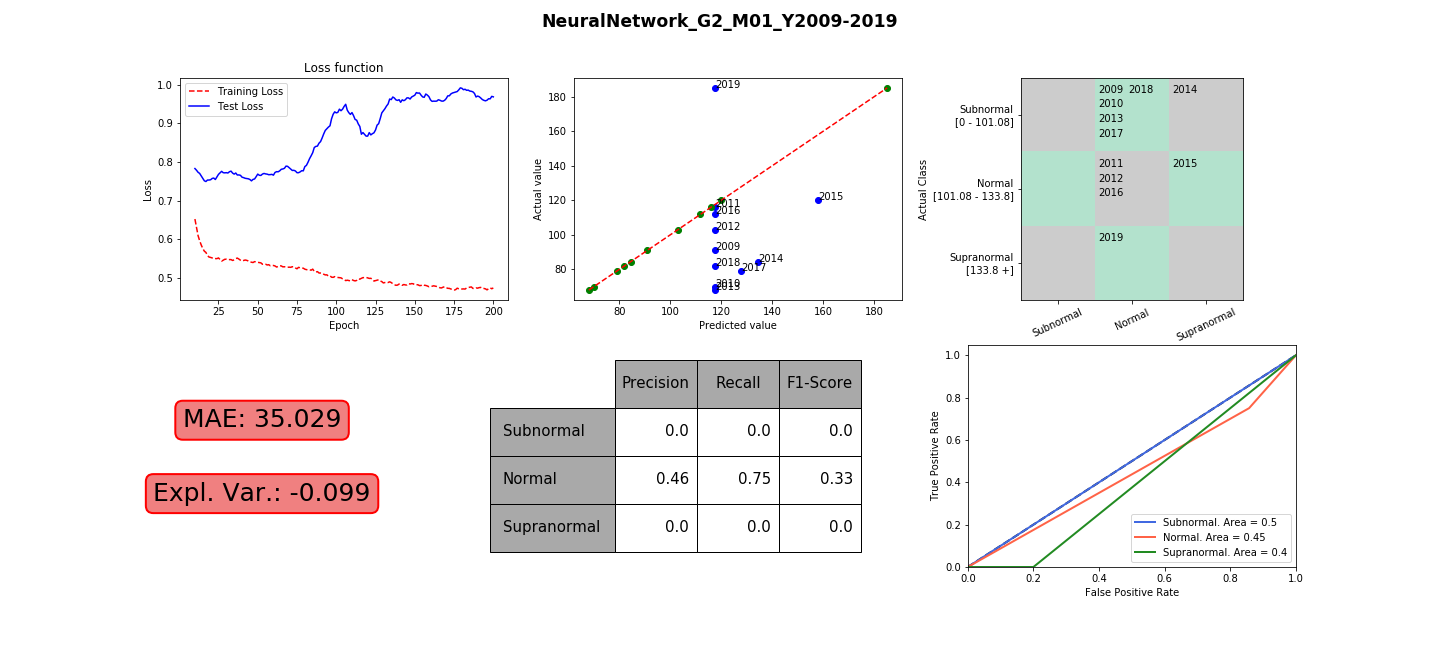 NeuralNetwork_G2_M01_Y2009-2019
Loss function
Training Loss
Test Loss
1.0
0.9
0.8
0.7
0.6
0.5
Loss
25 50 75 100 125 150 175 200
Epoch
180
160
140
120
100
80
Actual value
2019
2015
2011
2016
2012
2009
2014
2018
2017
80 100 120 140 160 180
Predicted value
Actual Class
Subnormal
[0 - 101.08]
Normal
[101.08 - 133.8]
Supranormal
[133.8 +]
2009 2018 2014
2010
2013
2017
2011 2015
2012
2016
2019
Subnormal Normal Supranormal
MAE: 35.029
Expl. Var.: -0.099
Precision Recall F1-Score
Subnormal 0.0 0.0 0.0
Normal 0.46 0.75 0.33
Supranormal 0.0 0.0 0.0
1.0
0.8
0.6
0.4
0.2
0.0
True Positive Rate
Subnormal. Area = 0.5
Normal. Area = 0.45
Supranormal. Area = 0.4
0.0 0.2 0.4 0.6 0.8 1.0
False Positive Rate